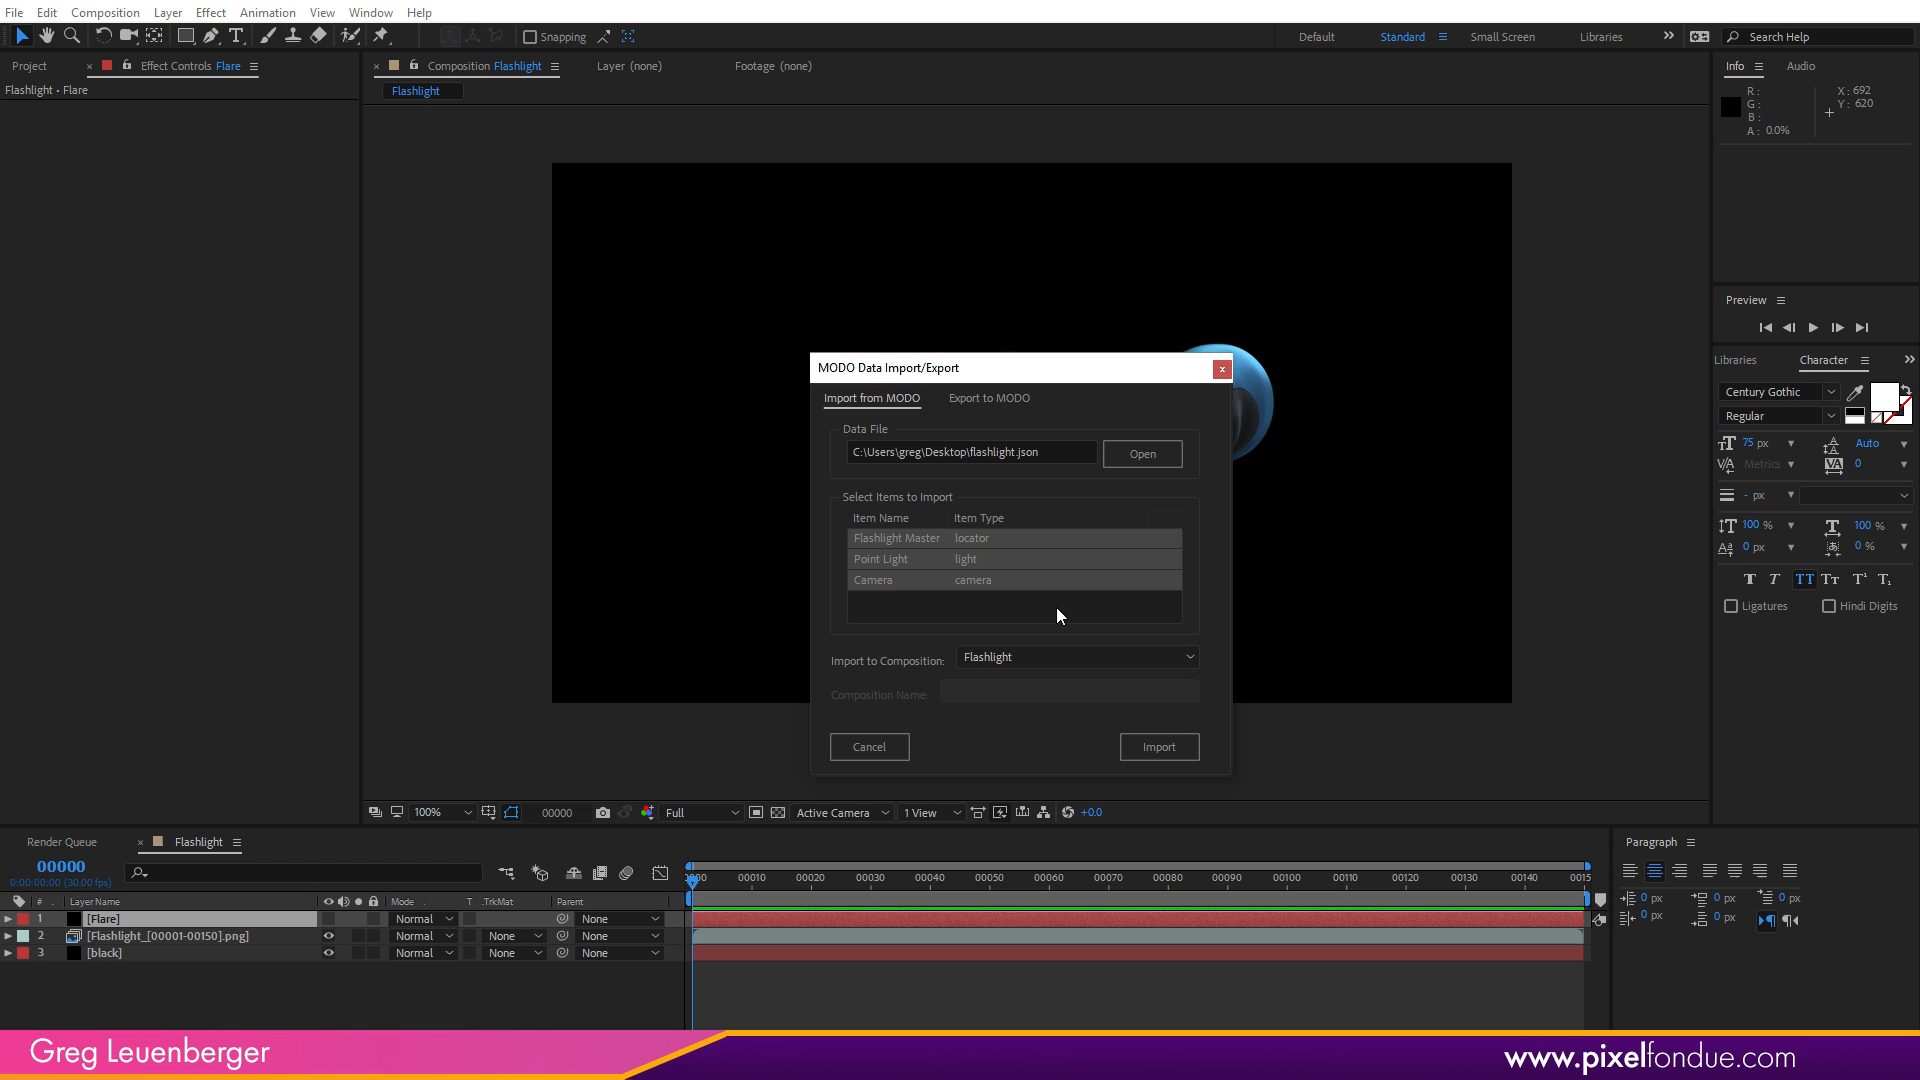 File Edit Composition Layer Effect Animation View Window Help
Snapping Default Standard Small Screen Libraries Search Help
Project × Effect Controls Flare × Composition Flashlight Layer (none) Footage (none) Info Audio
Flashlight • Flare Flashlight
R: X: 692
G: Y: 620
B:
A: 0.0%
Preview
Libraries Character
Century Gothic
Regular
75 px Auto
Metrics 0
- px
100 % 100 %
0 px 0 %
T T TT Tr T¹ T₁
Ligatures Hindi Digits
MODO Data Import/Export
Import from MODO Export to MODO
Data File
C:\Users\greg\Desktop\flashlight.json Open
Select Items to Import
Item Name Item Type
Flashlight Master locator
Point Light light
Camera camera
Import to Composition: Flashlight
Composition Name:
Cancel Import
100% 00000 Full Active Camera 1 View +0.0
Render Queue × Flashlight
00000
0:00:00:00 (30.00 fps)
0000 00010 00020 00030 00040 00050 00060 00070 00080 00090 00100 00110 00120 00130 00140 0015
# Layer Name Mode T .TrkMat Parent
1 [Flare] Normal None
2 [Flashlight_[00001-00150].png] Normal None None
3 [black] Normal None None
Paragraph
0 px 0 px 0 px
0 px 0 px
Greg Leuenberger
www.pixelfondue.com